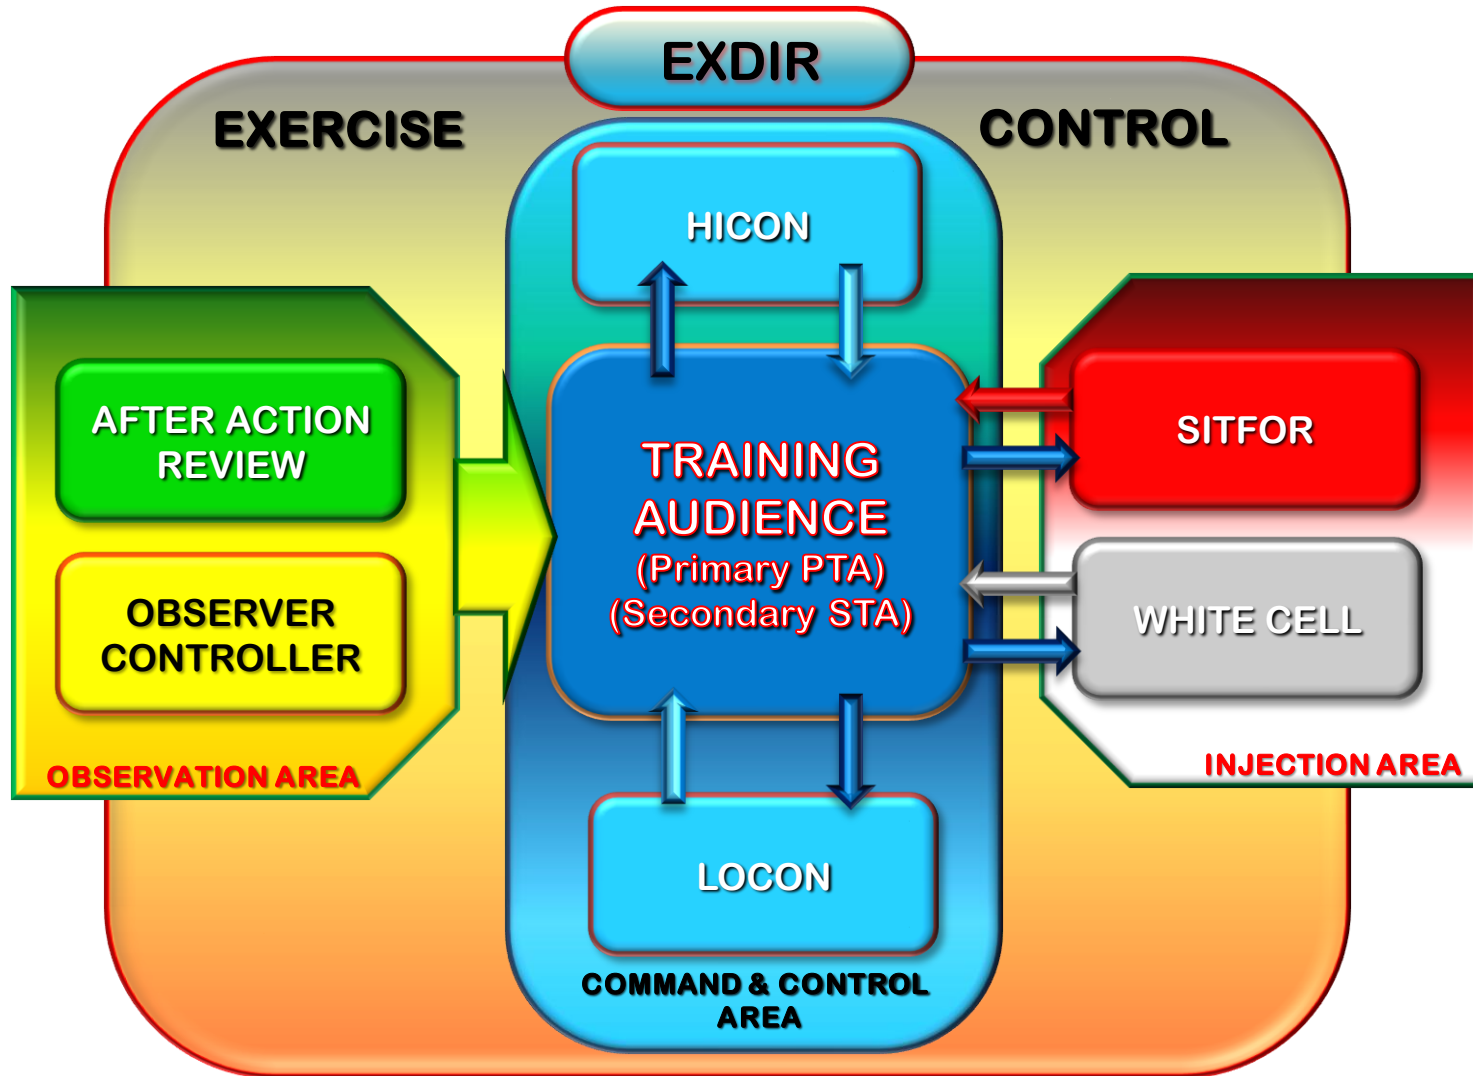 EXDIR
EXERCISE
CONTROL
HICON
AFTER ACTION
REVIEW
OBSERVER
CONTROLLER
OBSERVATION AREA
TRAINING
AUDIENCE
(Primary PTA)
(Secondary STA)
SITFOR
WHITE CELL
INJECTION AREA
LOCON
COMMAND & CONTROL
AREA